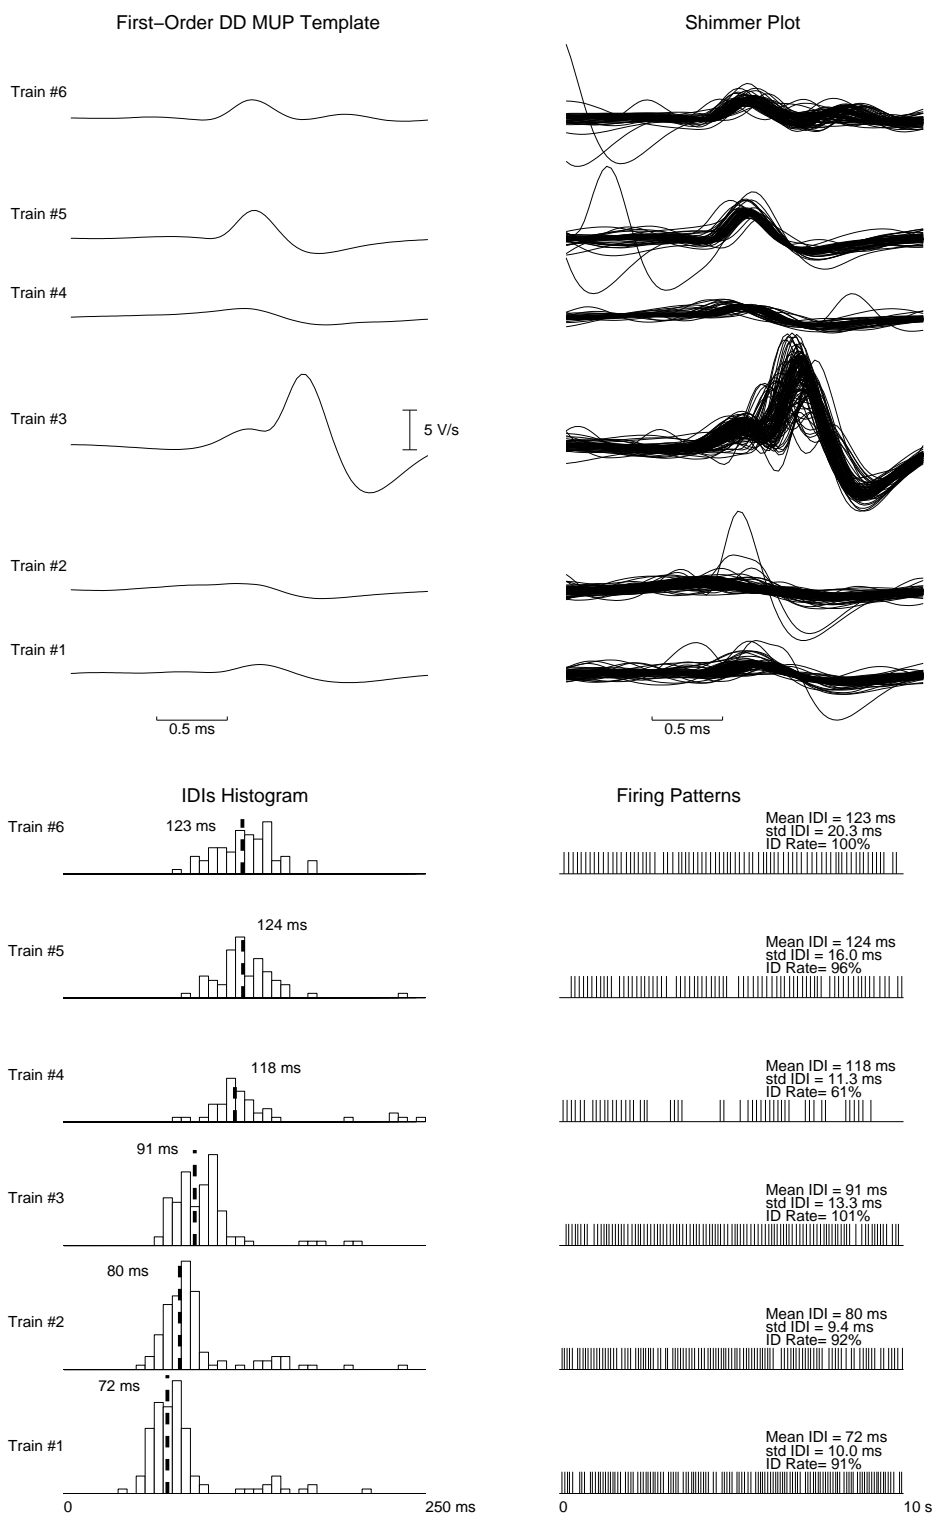 First−Order DD MUP Template
Shimmer Plot
Train #6
Train #5
Train #4
Train #3
5 V/s
Train #2
Train #1
0.5 ms
0.5 ms
IDIs Histogram
Firing Patterns
Train #6
123 ms
Mean IDI = 123 ms
std IDI = 20.3 ms
ID Rate= 100%
Train #5
124 ms
Mean IDI = 124 ms
std IDI = 16.0 ms
ID Rate= 96%
Train #4
118 ms
Mean IDI = 118 ms
std IDI = 11.3 ms
ID Rate= 61%
Train #3
91 ms
Mean IDI = 91 ms
std IDI = 13.3 ms
ID Rate= 101%
Train #2
80 ms
Mean IDI = 80 ms
std IDI = 9.4 ms
ID Rate= 92%
Train #1
72 ms
Mean IDI = 72 ms
std IDI = 10.0 ms
ID Rate= 91%
0
250 ms
0
10 s